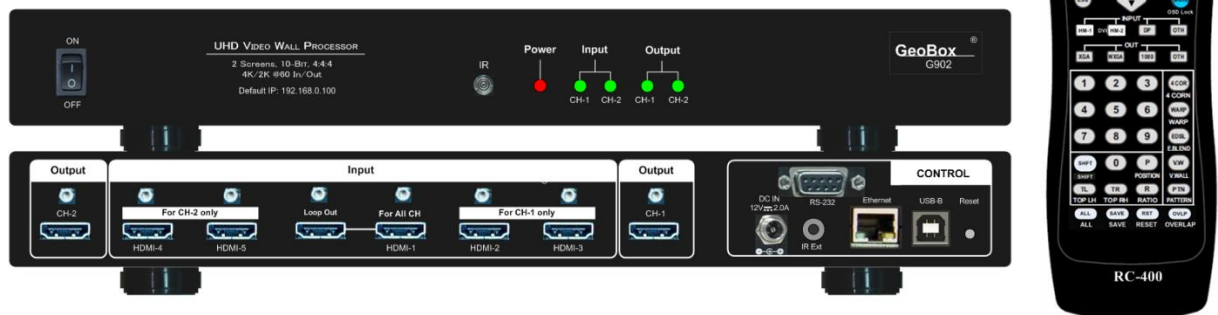 ON
OFF
UHD VIDEO WALL PROCESSOR
2 Screens, 10-BIT, 4:4:4
4K/2K @60 In/Out
Default IP: 192.168.0.100
IR
Power Input Output
CH-1 CH-2 CH-1 CH-2
GeoBox ®
G902
Output Input Output
CH-2
For CH-2 only
Loop Out For All CH
For CH-1 only
CH-1
HDMI-4 HDMI-5 HDMI-1 HDMI-2 HDMI-3
CONTROL
DC IN
12V 2.0A
RS-232
Ethernet USB-B Reset
IR Ext
OSD Lock
INPUT
HM-1 DVI HM-2 DP OTH
OUT
XGA WXGA 1080 OTH
1 2 3 4COR
4 CORN
4 5 6 WARP
WARP
7 8 9 EDBL
E.BLEND
SHFT 0 P V.W
SHIFT POSITION V.WALL
TL TR R PTN
TOP LH TOP RH RATIO PATTERN
ALL SAVE RST OVLP
ALL SAVE RESET OVERLAP
RC-400